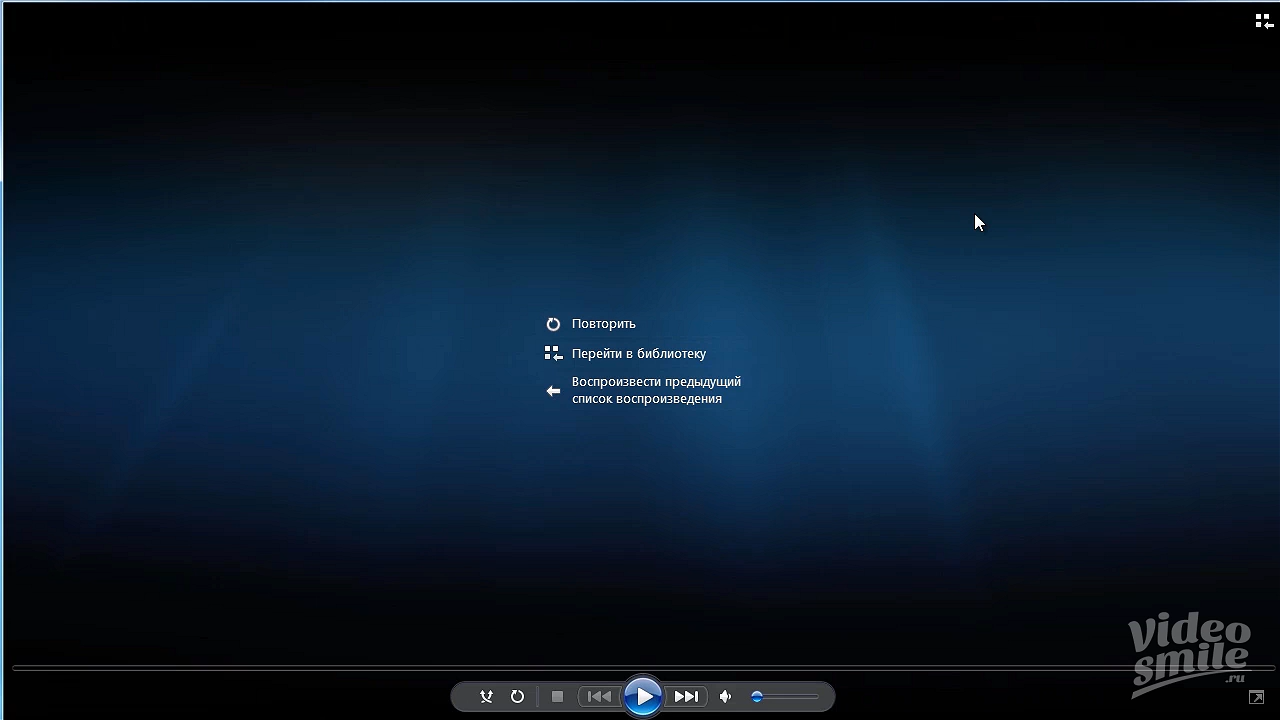 Повторить
Перейти в библиотеку
Воспроизвести предыдущий
список воспроизведения
video
smile
.ru